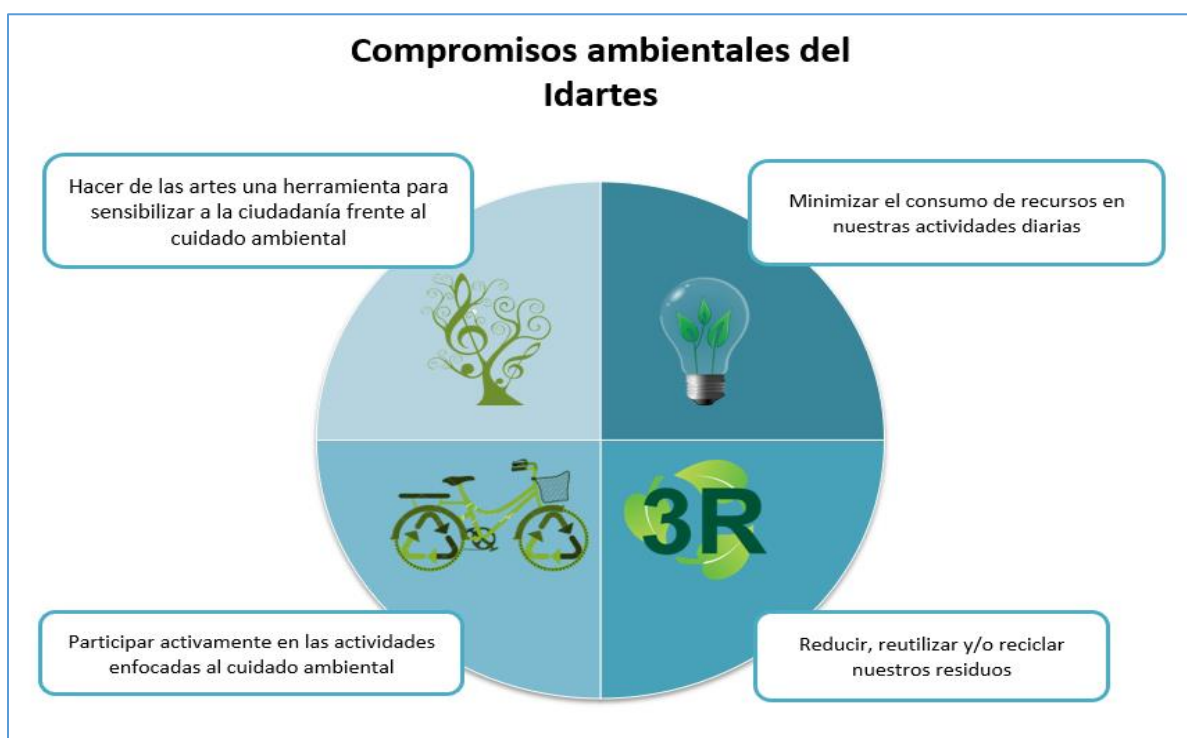 Compromisos ambientales del
Idartes
Hacer de las artes una herramienta para
sensibilizar a la ciudadanía frente al
cuidado ambiental
Minimizar el consumo de recursos en
nuestras actividades diarias
3R
Participar activamente en las actividades
enfocadas al cuidado ambiental
Reducir, reutilizar y/o reciclar
nuestros residuos